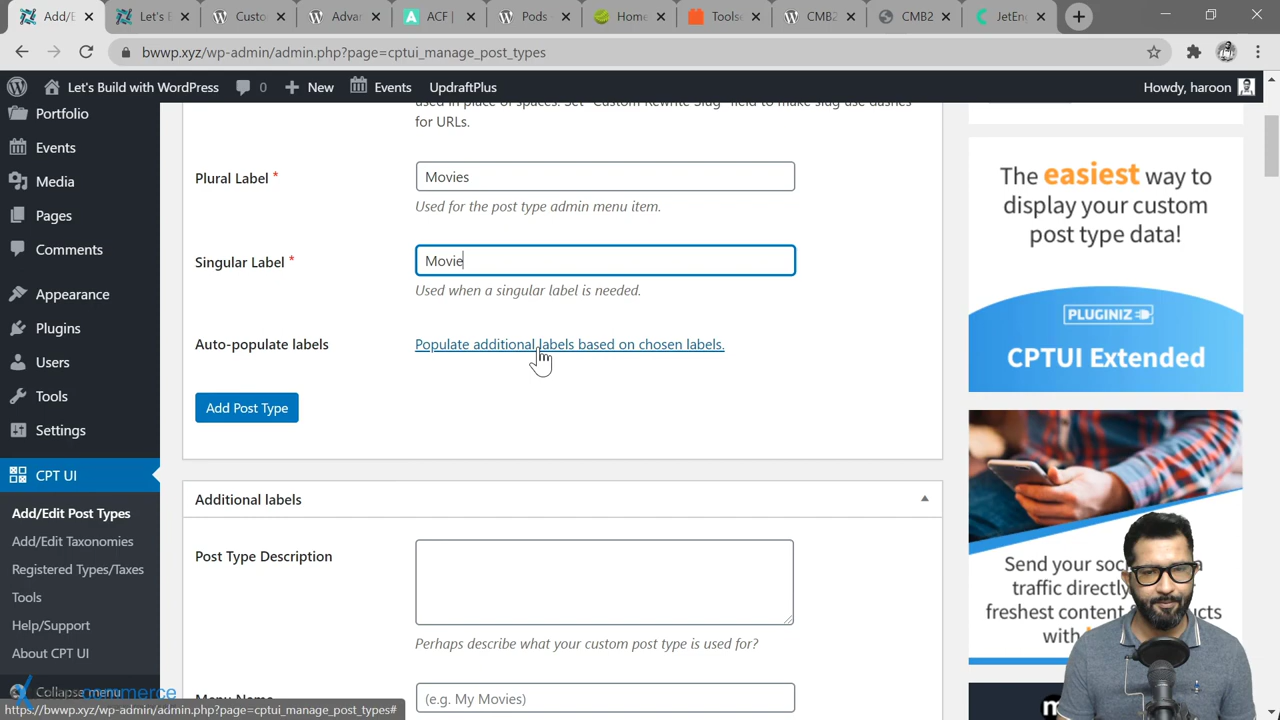 Add/E
Let's E
Custo
Advan
ACF
Pods
Home
Tools
CMB2
CMB2
JetEn
bwwp.xyz/wp-admin/admin.php?page=cptui_manage_post_types
Let's Build with WordPress
0
New
Events
UpdraftPlus
Howdy, haroon
Portfolio
Events
Media
Pages
Comments
Appearance
Plugins
Users
Tools
Settings
CPT UI
Add/Edit Post Types
Add/Edit Taxonomies
Registered Types/Taxes
Tools
Help/Support
About CPT UI
Collapse menu
commerce
https://bwwp.xyz/wp-admin/admin.php?page=cptui_manage_post_types#
used in place of spaces. Set "Custom Rewrite Slug" field to make slug use dashes
for URLs.
Plural Label *
Movies
Used for the post type admin menu item.
Singular Label *
Movie
Used when a singular label is needed.
Auto-populate labels
Populate additional labels based on chosen labels.
Add Post Type
Additional labels
Post Type Description
Perhaps describe what your custom post type is used for?
Menu Name
(e.g. My Movies)
The easiest way to
display your custom
post type data!
PLUGINIZ
CPTUI Extended
Send your soc
traffic directly
freshest content
with